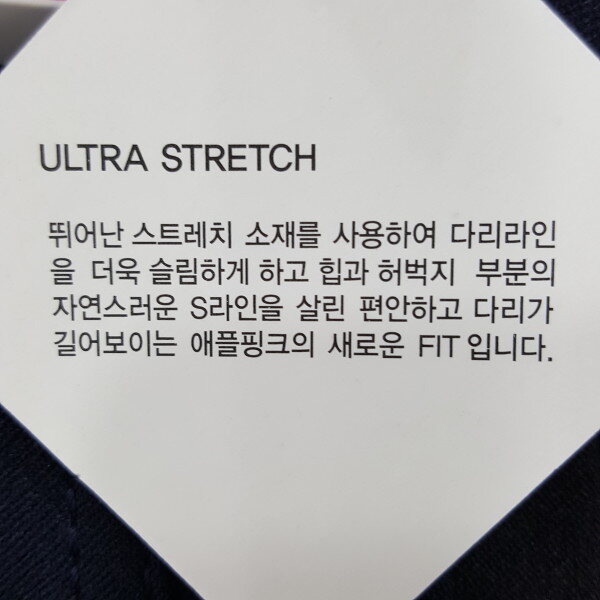 ULTRA STRETCH
뛰어난 스트레치 소재를 사용하여 다리라인
을 더욱 슬림하게 하고 힙과 허벅지 부분의
자연스러운 S라인을 살린 편안하고 다리가
길어보이는 애플핑크의 새로운 FIT 입니다.